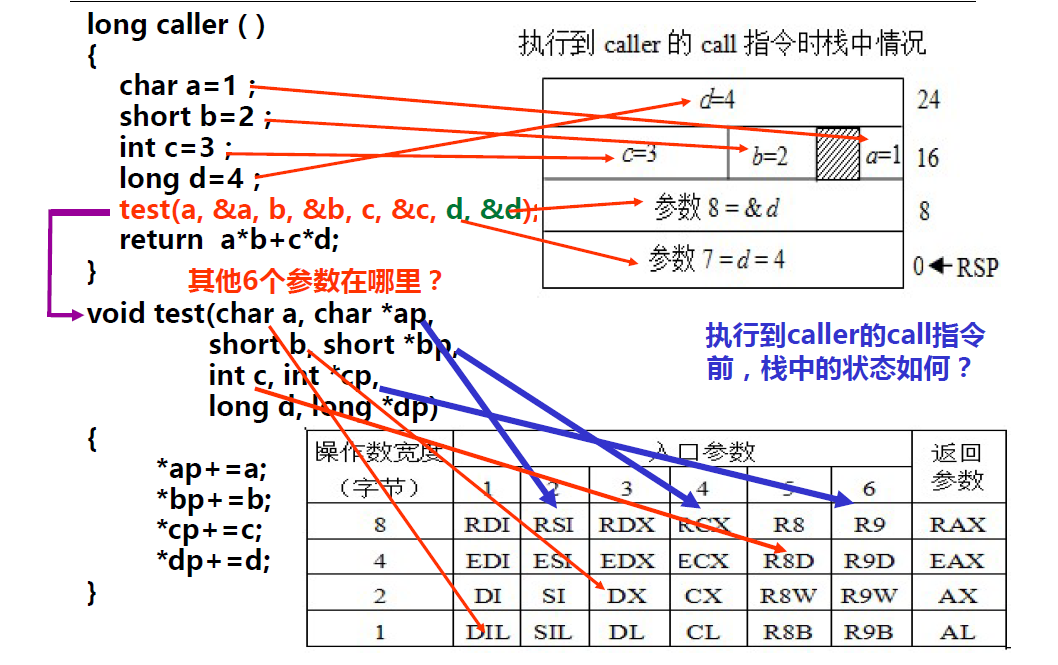 long caller ( )
{
char a=1 ;
short b=2 ;
int c=3 ;
long d=4 ;
test(a, &a, b, &b, c, &c, d, &d);
return a*b+c*d;
}
执行到 caller 的 call 指令时栈中情况
d=4 24
c=3 b=2 a=1 16
参数 8 = & d 8
参数 7 = d = 4 0 RSP
其他6个参数在哪里？
void test(char a, char *ap,
short b, short *bp,
int c, int *cp,
long d, long *dp)
{
*ap+=a;
*bp+=b;
*cp+=c;
*dp+=d;
}
执行到caller的call指令
前，栈中的状态如何？
操作数宽度 入口参数 返回
（字节） 1 2 3 4 5 6 参数
8 RDI RSI RDX RCX R8 R9 RAX
4 EDI ESI EDX ECX R8D R9D EAX
2 DI SI DX CX R8W R9W AX
1 DIL SIL DL CL R8B R9B AL